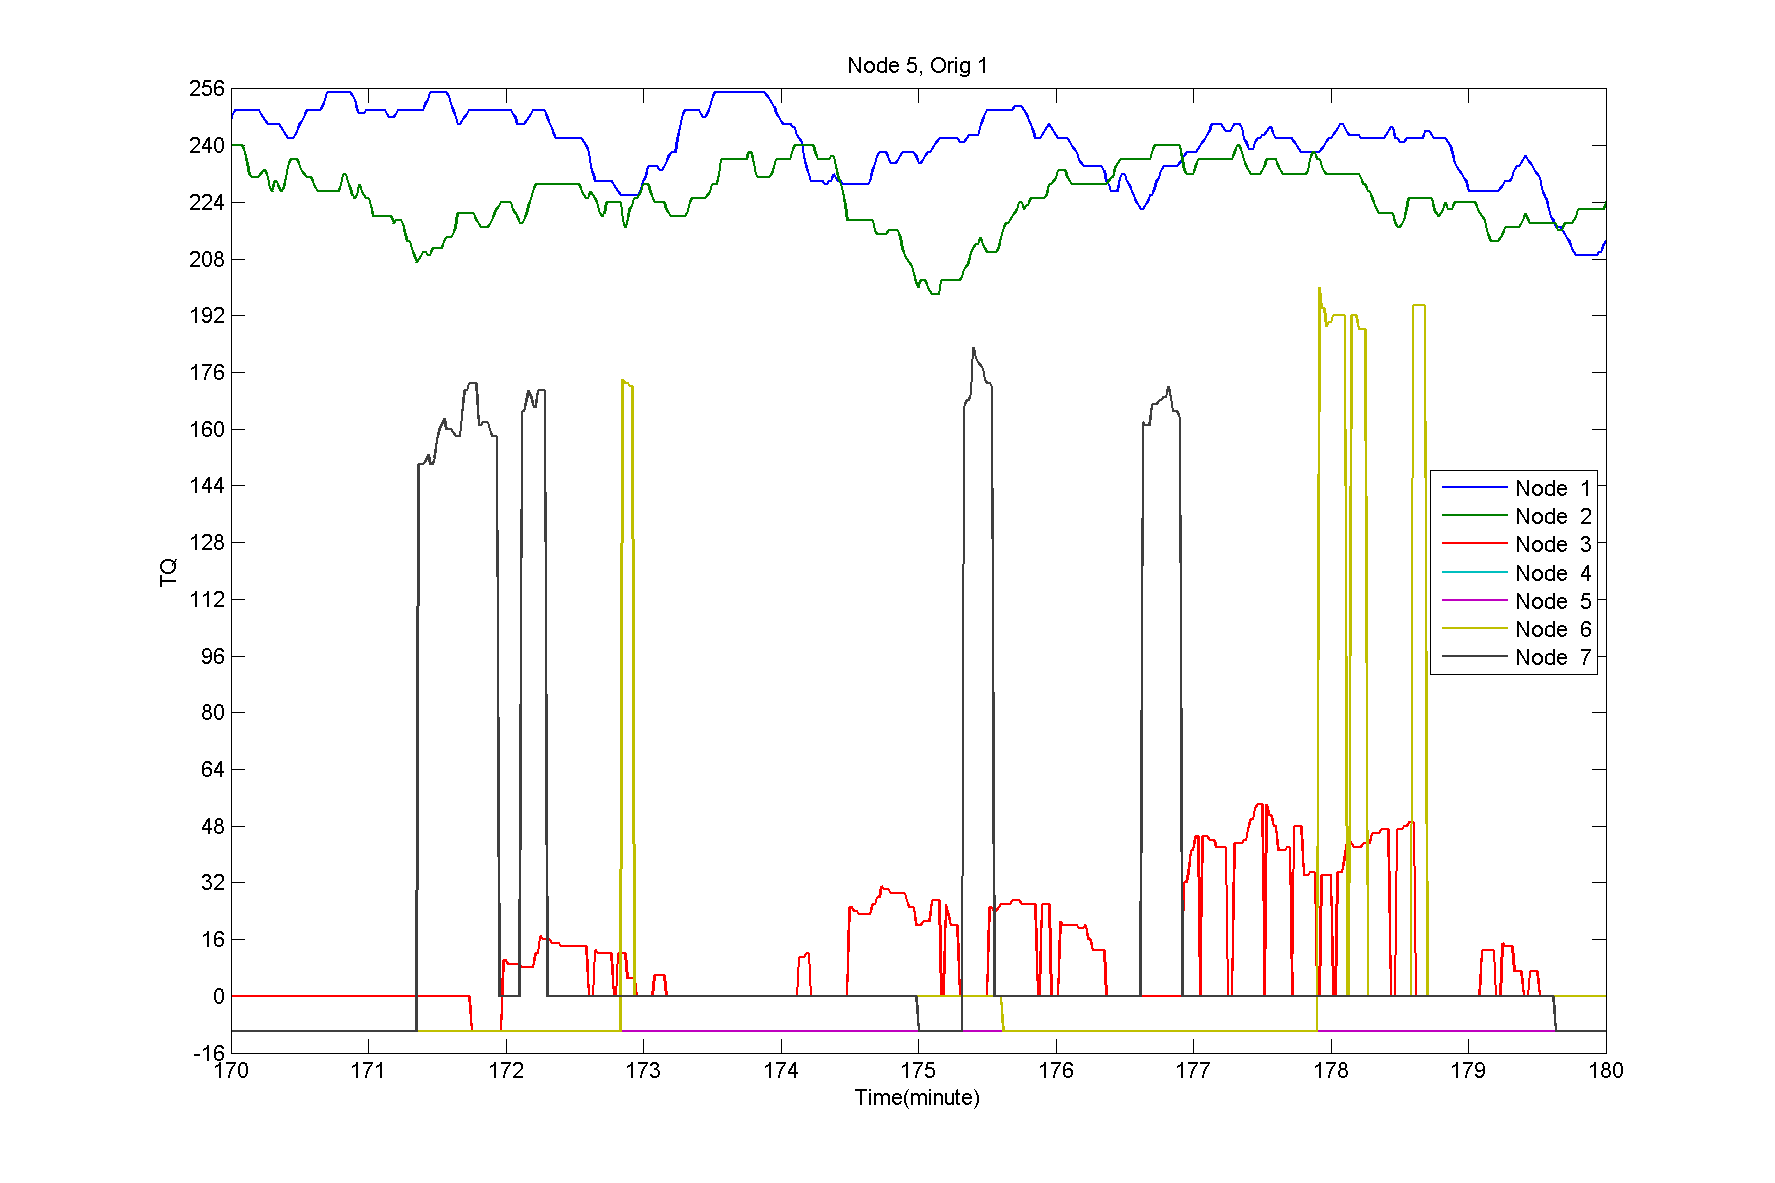 Node 5, Orig 1
256
240
224
208
192
176
160
144
128
112
96
80
64
48
32
16
0
-16
TQ
Node 1
Node 2
Node 3
Node 4
Node 5
Node 6
Node 7
170 171 172 173 174 175 176 177 178 179 180
Time(minute)